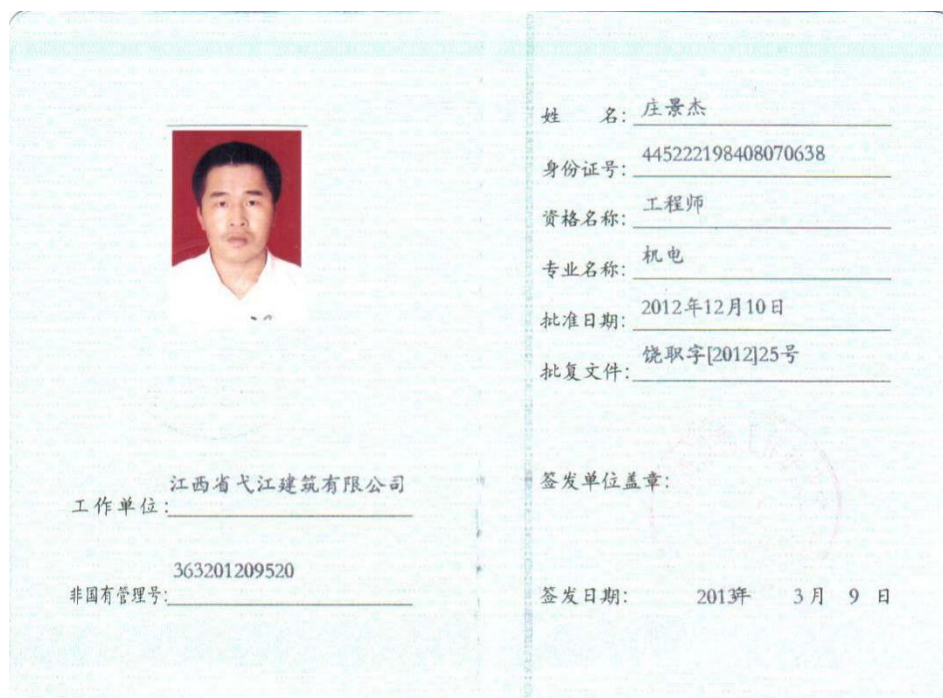 工作单位:江西省弋江建筑有限公司
非国有管理号:363201209520
姓 名:庄景杰
身份证号:445222198408070638
资格名称:工程师
专业名称:机电
批准日期:2012年12月10日
批复文件:饶职字[2012]25号
签发单位盖章:
签发日期: 2013年 3月 9 日